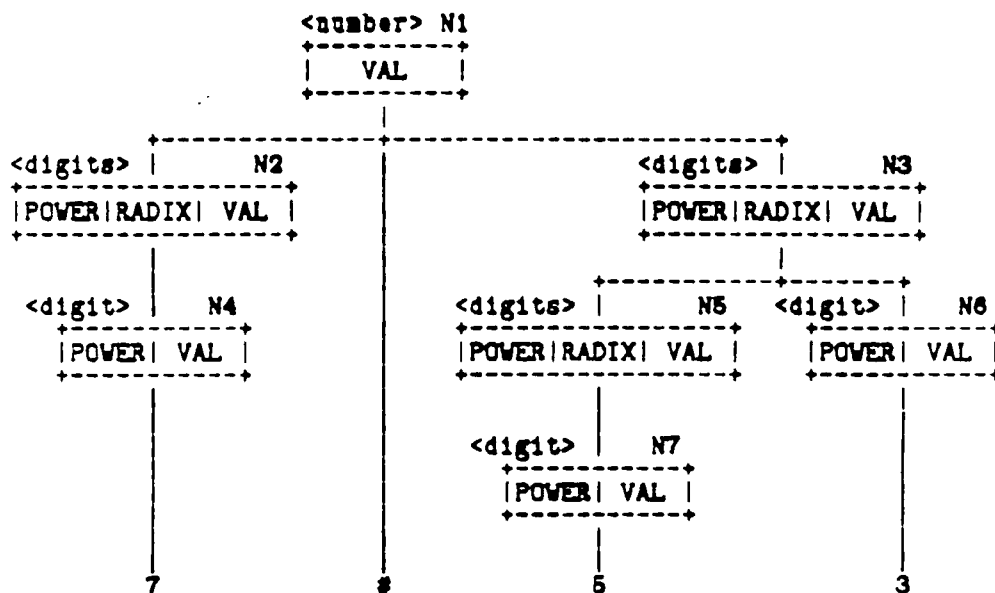 <number> N1
VAL
<digits> N2 <digits> N3
POWER|RADIX| VAL POWER|RADIX| VAL
<digit> N4 <digits> N5 <digit> N6
POWER| VAL POWER|RADIX| VAL POWER| VAL
<digit> N7
POWER| VAL
7 # 5 3